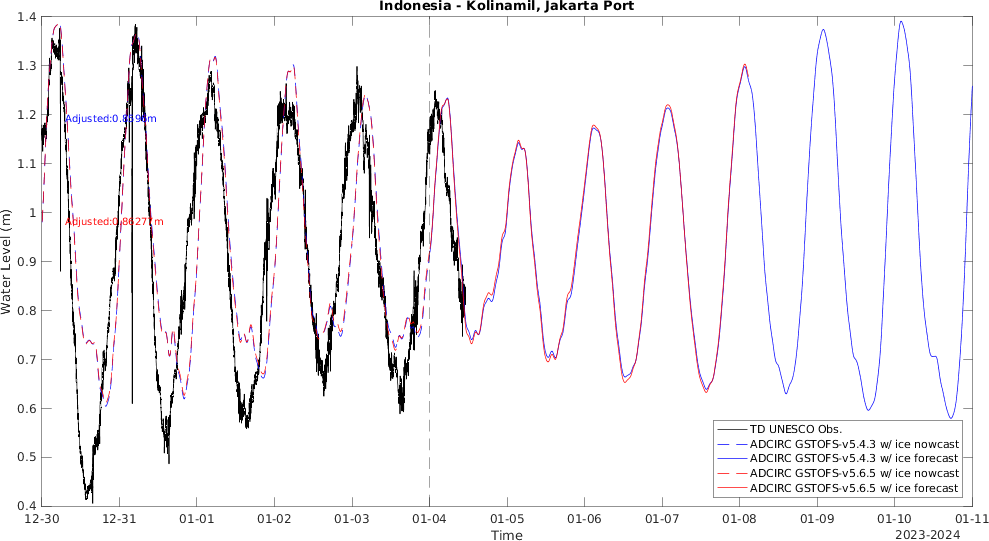 Indonesia - Kolinamil, Jakarta Port
1.4
1.3
1.2
1.1
1
0.9
0.8
0.7
0.6
0.5
0.4
Water Level (m)
Adjusted:0.8396m
Adjusted:0.86277m
TD UNESCO Obs.
ADCIRC GSTOFS-v5.4.3 w/ ice nowcast
ADCIRC GSTOFS-v5.4.3 w/ ice forecast
ADCIRC GSTOFS-v5.6.5 w/ ice nowcast
ADCIRC GSTOFS-v5.6.5 w/ ice forecast
12-30 12-31 01-01 01-02 01-03 01-04 01-05 01-06 01-07 01-08 01-09 01-10 01-11
Time
2023-2024